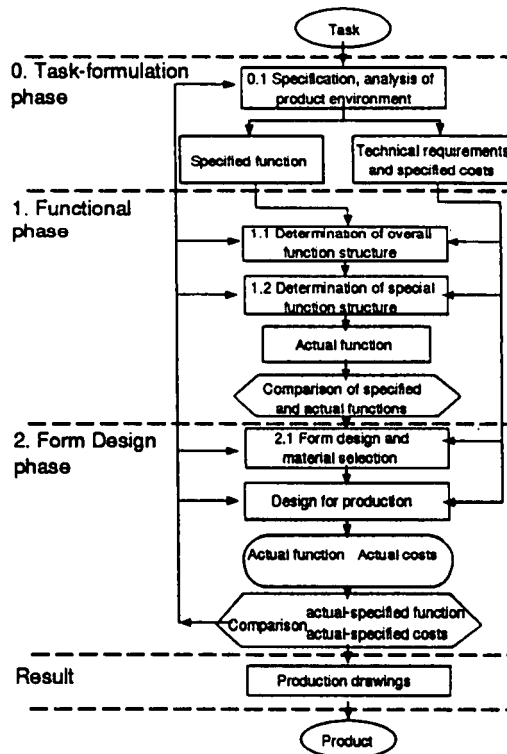 Task
0. Task-formulation
phase
0.1 Specification, analysis of
product environment
Specified function
Technical requirements
and specified costs
1. Functional
phase
1.1 Determination of overall
function structure
1.2 Determination of special
function structure
Actual function
Comparison of specified
and actual functions
2. Form Design
phase
2.1 Form design and
material selection
Design for production
Actual function Actual costs
Comparison
actual-specified function
actual-specified costs
Result
Production drawings
Product